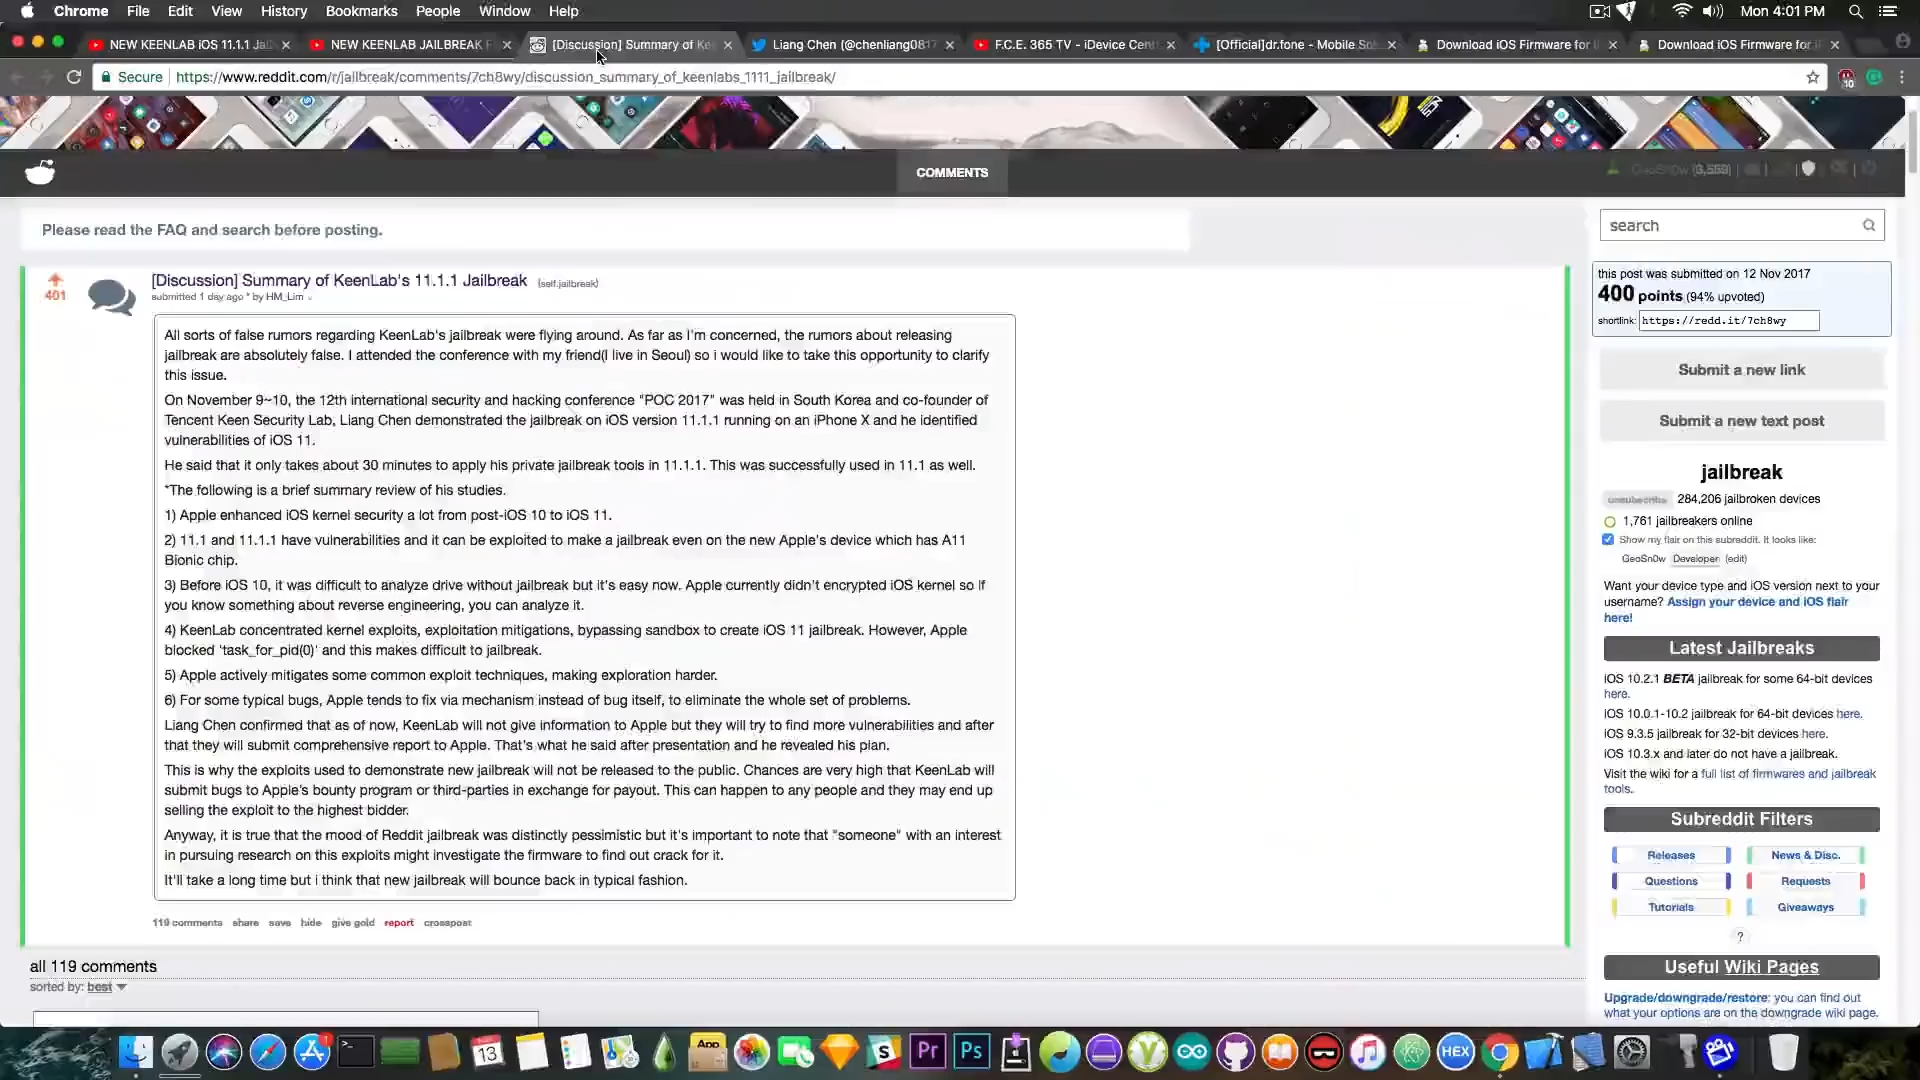 Chrome File Edit View History Bookmarks People Window Help Mon 4:01 PM
NEW KEENLAB iOS 11.1.1 Jail NEW KEENLAB JAILBREAK F [Discussion] Summary of Kee Liang Chen (@chenliang0817 F.C.E. 365 TV - iDevice Cent [Official]dr.fone - Mobile So Download iOS Firmware for i Download iOS Firmware for i
Secure https://www.reddit.com/r/jailbreak/comments/7ch8wy/discussion_summary_of_keenlabs_1111_jailbreak/
10
COMMENTS
GeoSn0w (3,559)
Please read the FAQ and search before posting.
search
401
[Discussion] Summary of KeenLab's 11.1.1 Jailbreak (self.jailbreak)
submitted 1 day ago * by HM_Lim
All sorts of false rumors regarding KeenLab's jailbreak were flying around. As far as I'm concerned, the rumors about releasing
jailbreak are absolutely false. I attended the conference with my friend(I live in Seoul) so i would like to take this opportunity to clarify
this issue.
On November 9~10, the 12th international security and hacking conference "POC 2017" was held in South Korea and co-founder of
Tencent Keen Security Lab, Liang Chen demonstrated the jailbreak on iOS version 11.1.1 running on an iPhone X and he identified
vulnerabilities of iOS 11.
He said that it only takes about 30 minutes to apply his private jailbreak tools in 11.1.1. This was successfully used in 11.1 as well.
*The following is a brief summary review of his studies.
1) Apple enhanced iOS kernel security a lot from post-iOS 10 to iOS 11.
2) 11.1 and 11.1.1 have vulnerabilities and it can be exploited to make a jailbreak even on the new Apple's device which has A11
Bionic chip.
3) Before iOS 10, it was difficult to analyze drive without jailbreak but it's easy now. Apple currently didn't encrypted iOS kernel so if
you know something about reverse engineering, you can analyze it.
4) KeenLab concentrated kernel exploits, exploitation mitigations, bypassing sandbox to create iOS 11 jailbreak. However, Apple
blocked 'task_for_pid(0)' and this makes difficult to jailbreak.
5) Apple actively mitigates some common exploit techniques, making exploration harder.
6) For some typical bugs, Apple tends to fix via mechanism instead of bug itself, to eliminate the whole set of problems.
Liang Chen confirmed that as of now, KeenLab will not give information to Apple but they will try to find more vulnerabilities and after
that they will submit comprehensive report to Apple. That's what he said after presentation and he revealed his plan.
This is why the exploits used to demonstrate new jailbreak will not be released to the public. Chances are very high that KeenLab will
submit bugs to Apple's bounty program or third-parties in exchange for payout. This can happen to any people and they may end up
selling the exploit to the highest bidder.
Anyway, it is true that the mood of Reddit jailbreak was distinctly pessimistic but it's important to note that "someone" with an interest
in pursuing research on this exploits might investigate the firmware to find out crack for it.
It'll take a long time but i think that new jailbreak will bounce back in typical fashion.
119 comments share save hide give gold report crosspost
all 119 comments
sorted by: best
this post was submitted on 12 Nov 2017
400 points (94% upvoted)
shortlink: https://redd.it/7ch8wy
Submit a new link
Submit a new text post
jailbreak
unsubscribe 284,206 jailbroken devices
1,761 jailbreakers online
Show my flair on this subreddit. It looks like:
GeoSn0w Developer (edit)
Want your device type and iOS version next to your
username? Assign your device and iOS flair
here!
Latest Jailbreaks
iOS 10.2.1 BETA jailbreak for some 64-bit devices
here.
iOS 10.0.1-10.2 jailbreak for 64-bit devices here.
iOS 9.3.5 jailbreak for 32-bit devices here.
iOS 10.3.x and later do not have a jailbreak.
Visit the wiki for a full list of firmwares and jailbreak
tools.
Subreddit Filters
Releases News & Disc.
Questions Requests
Tutorials Giveaways
?
Useful Wiki Pages
Upgrade/downgrade/restore: you can find out
what your options are on the downgrade wiki page.
1 13 App S Pr Ps HEX